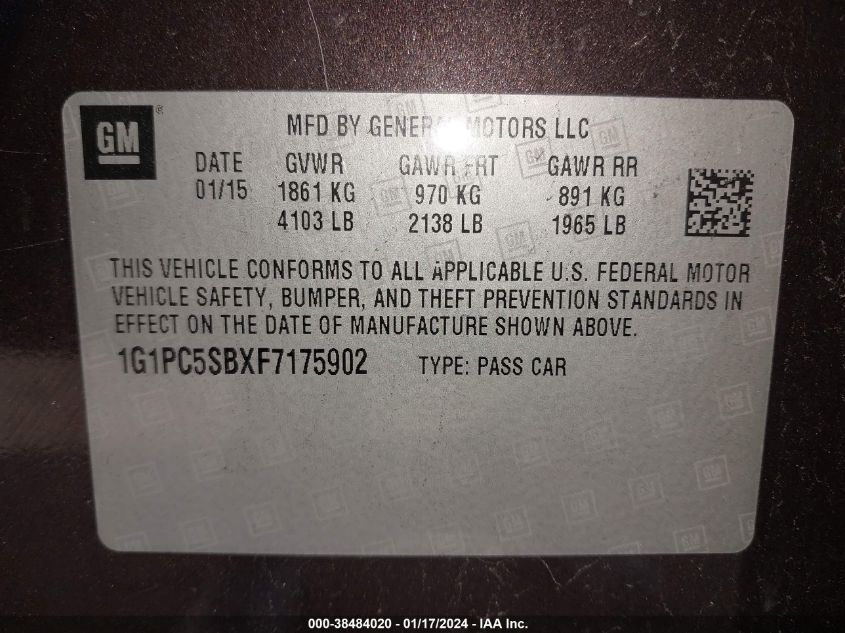 GM®
MFD BY GENERAL MOTORS LLC
DATE GVWR GAWR FRT GAWR RR
01/15 1861 KG 970 KG 891 KG
4103 LB 2138 LB 1965 LB
THIS VEHICLE CONFORMS TO ALL APPLICABLE U.S. FEDERAL MOTOR
VEHICLE SAFETY, BUMPER, AND THEFT PREVENTION STANDARDS IN
EFFECT ON THE DATE OF MANUFACTURE SHOWN ABOVE.
1G1PC5SBXF7175902 TYPE: PASS CAR
000-38484020 - 01/17/2024 - IAA Inc.